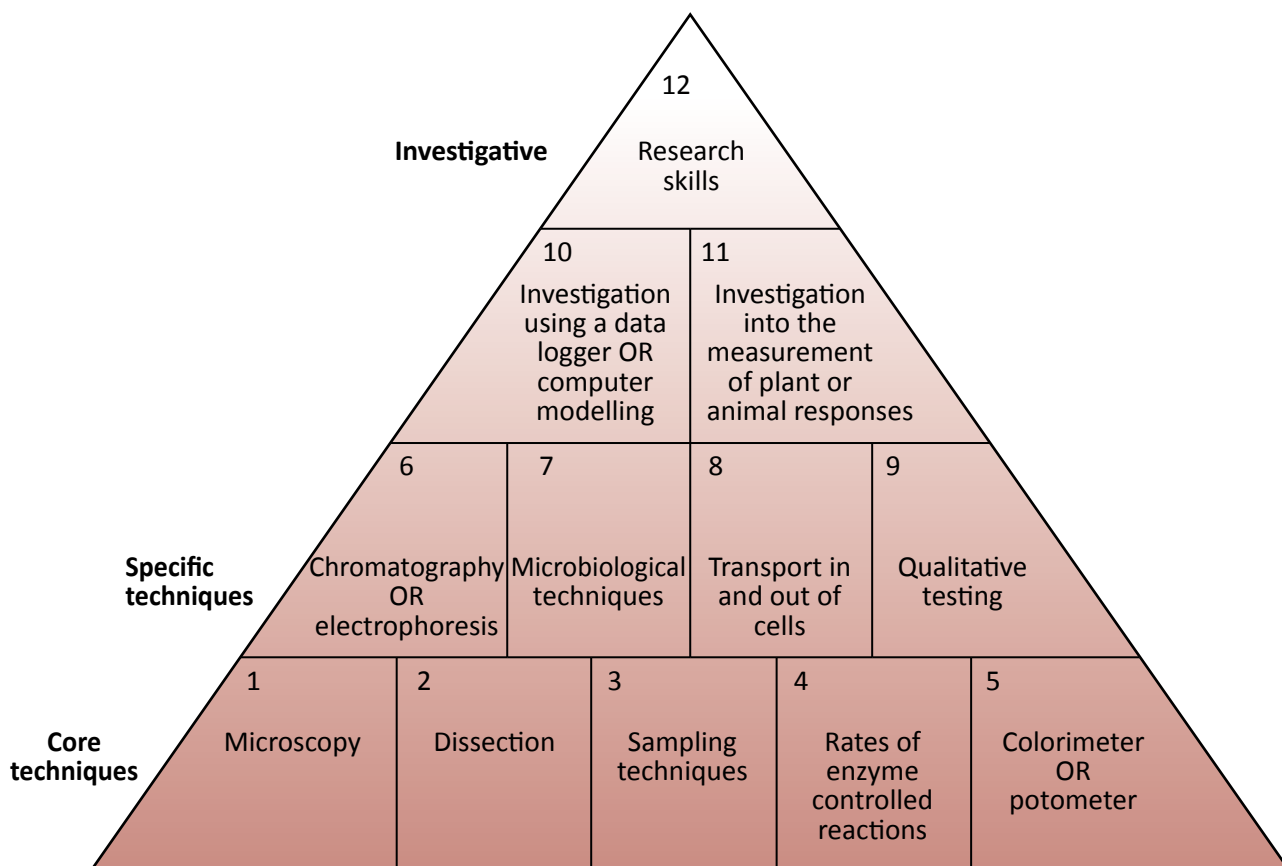 12
Investigative
Research
skills
10
Investigation
using a data
logger OR
computer
modelling
11
Investigation
into the
measurement
of plant or
animal responses
Specific
techniques
6
Chromatography
OR
electrophoresis
7
Microbiological
techniques
8
Transport in
and out of
cells
9
Qualitative
testing
Core
techniques
1
Microscopy
2
Dissection
3
Sampling
techniques
4
Rates of
enzyme
controlled
reactions
5
Colorimeter
OR
potometer